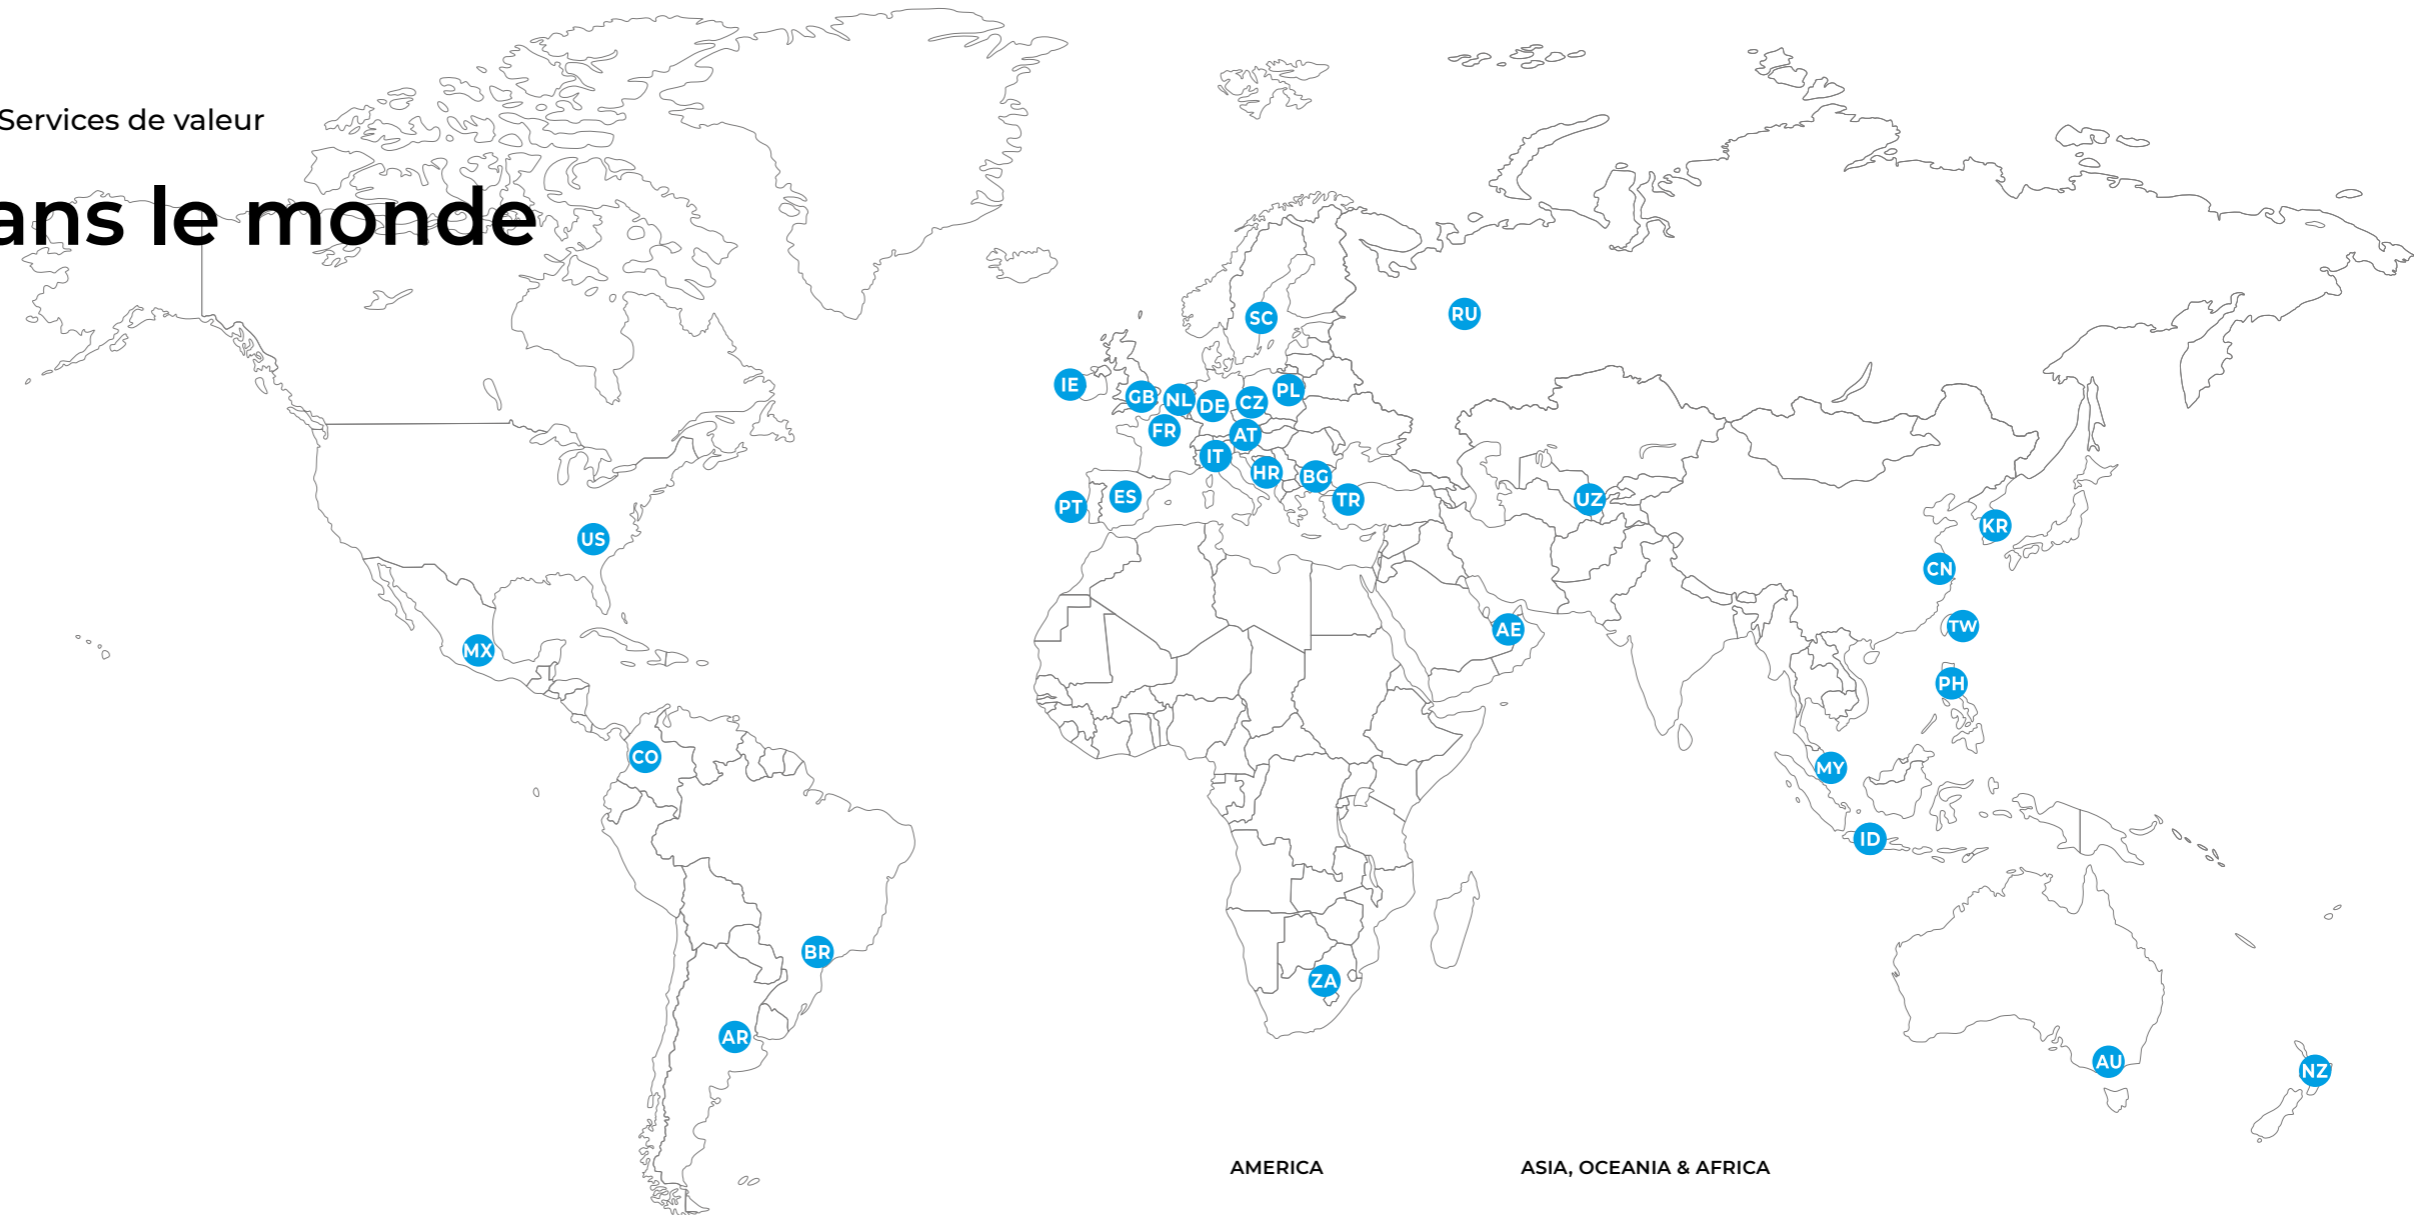 Services de valeur
ans le monde
SC
RU
IE
GB
NL
DE
CZ
PL
FR
AT
IT
HR
BG
PT
ES
TR
UZ
US
KR
CN
AE
TW
MX
PH
CO
MY
ID
BR
ZA
AR
AU
NZ
AMERICA
ASIA, OCEANIA & AFRICA